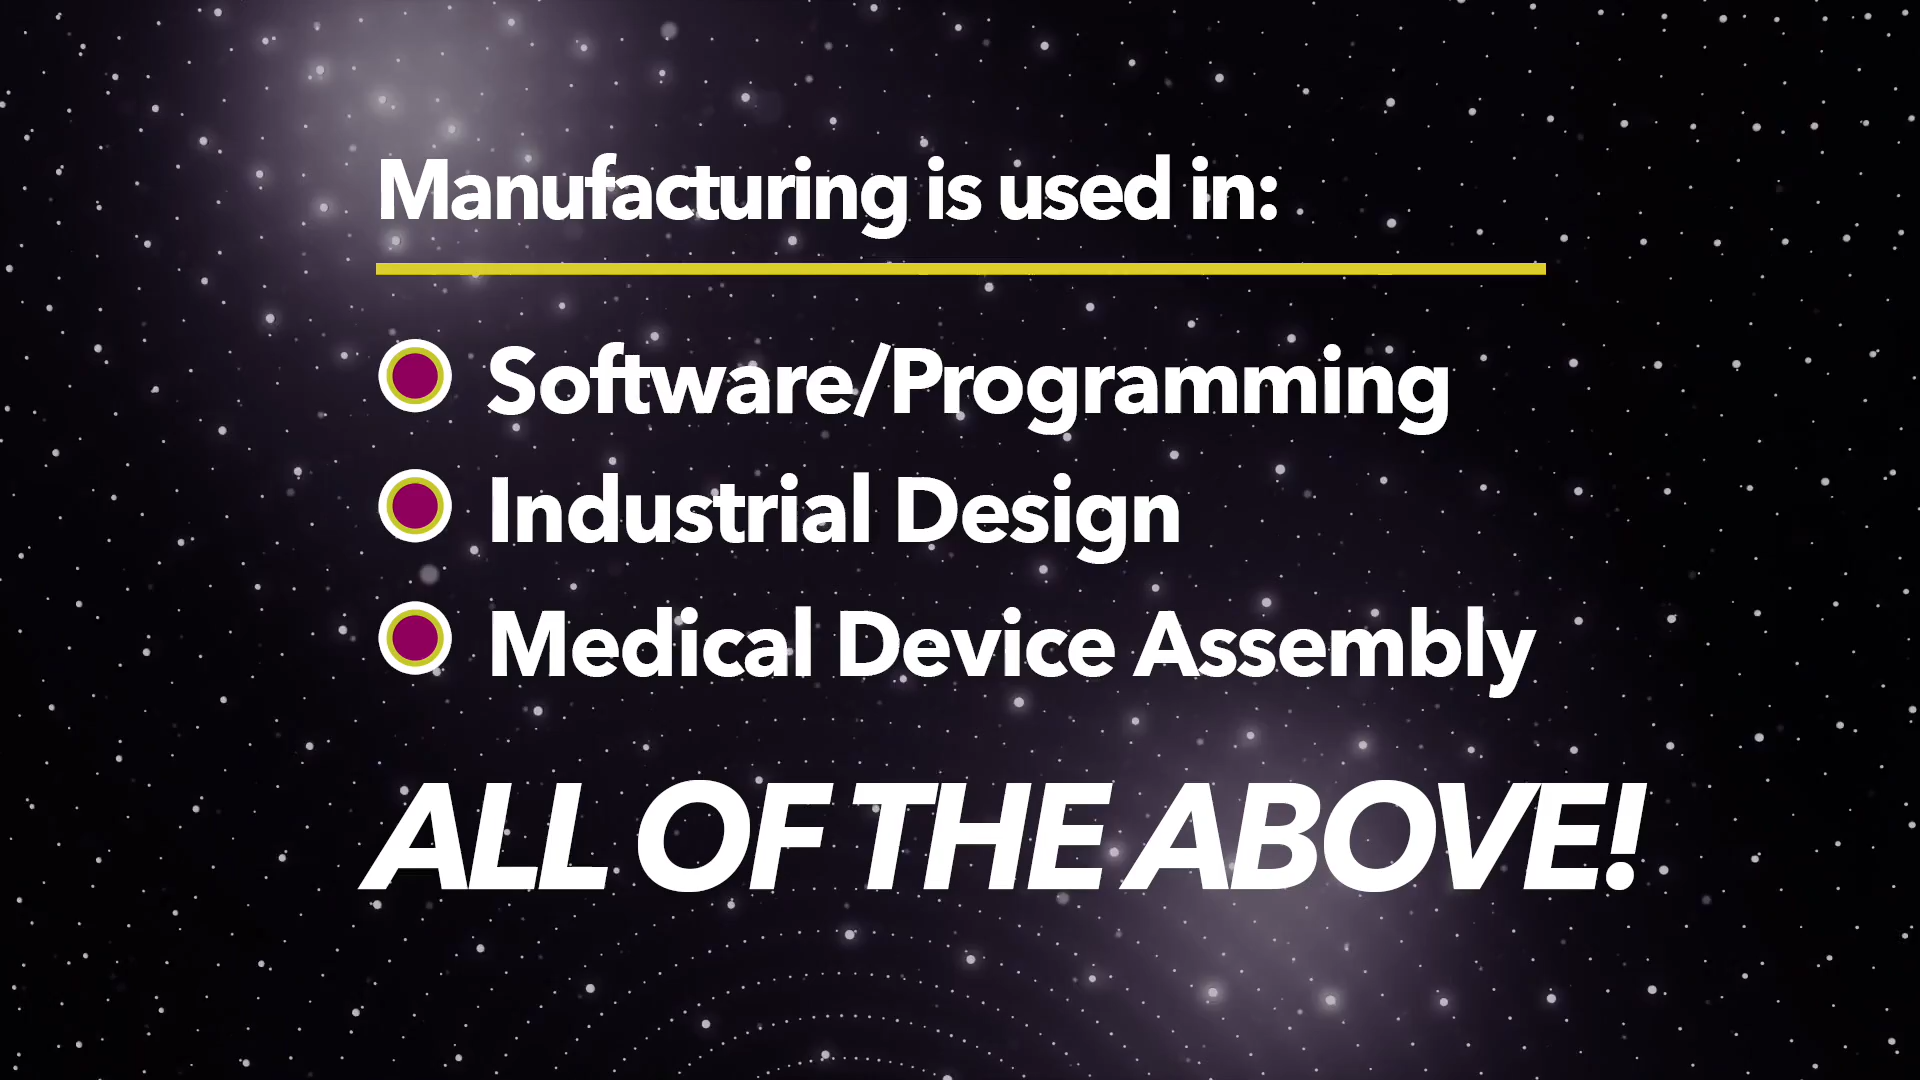 Manufacturing is used in:
Software/Programming
Industrial Design
Medical Device Assembly
ALL OF THE ABOVE!